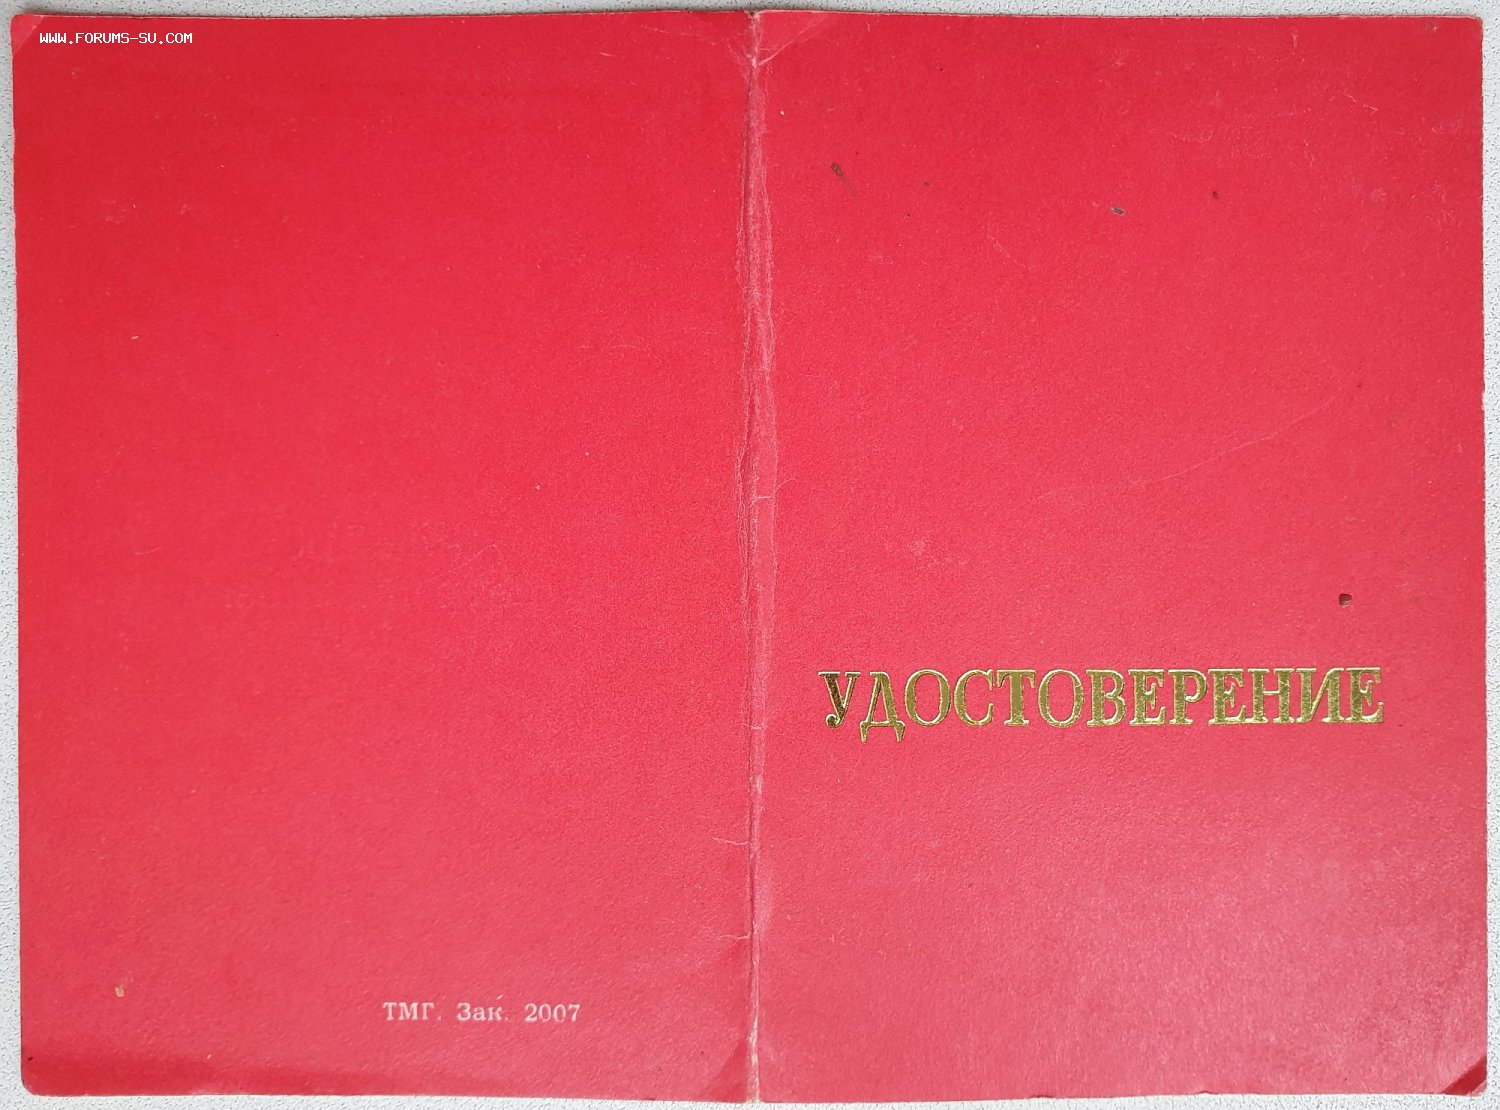 WWW.FORUMS-SU.COM
УДОСТОВЕРЕНИЕ
ТМГ. Зак. 2007